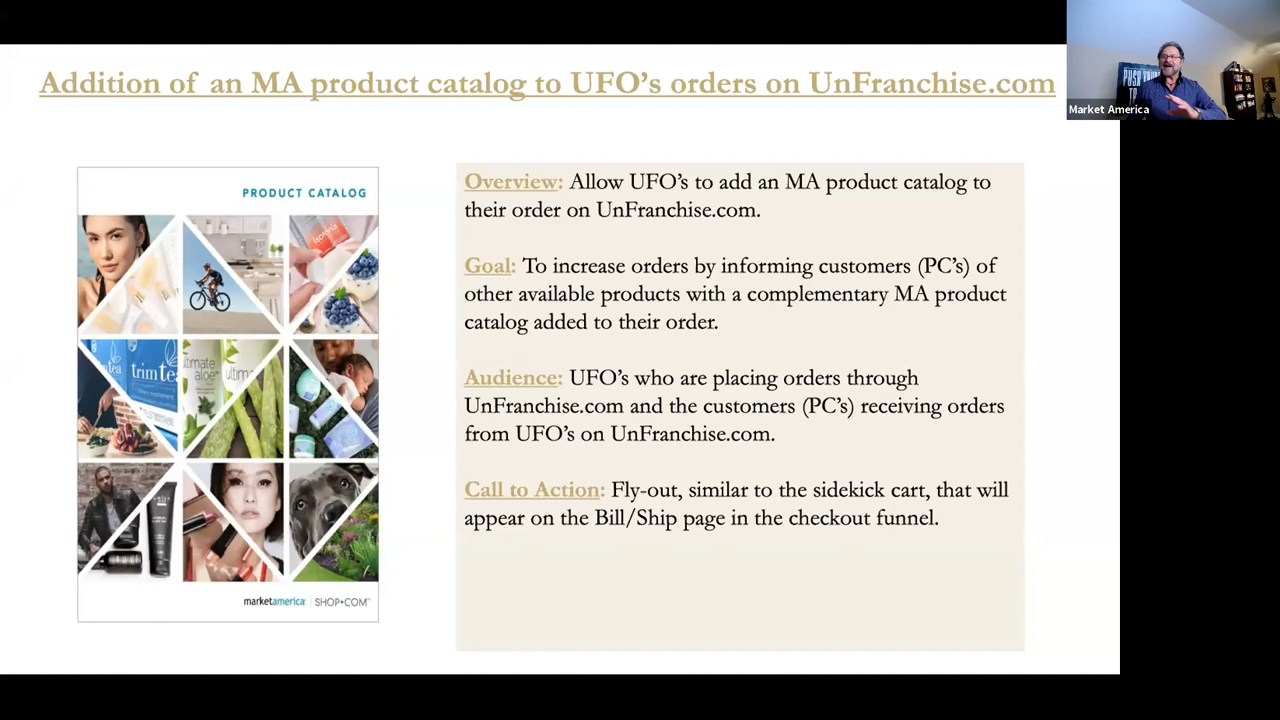 Addition of an MA product catalog to UFO's orders on UnFranchise.com
Market America
PRODUCT CATALOG
Overview: Allow UFO's to add an MA product catalog to
their order on UnFranchise.com.
Goal: To increase orders by informing customers (PC's) of
other available products with a complementary MA product
catalog added to their order.
Audience: UFO's who are placing orders through
UnFranchise.com and the customers (PC's) receiving orders
from UFO's on UnFranchise.com.
Call to Action: Fly-out, similar to the sidekick cart, that will
appear on the Bill/Ship page in the checkout funnel.
isotonix
trimtea
ultimate
aloe
marketamerica | SHOP•COM